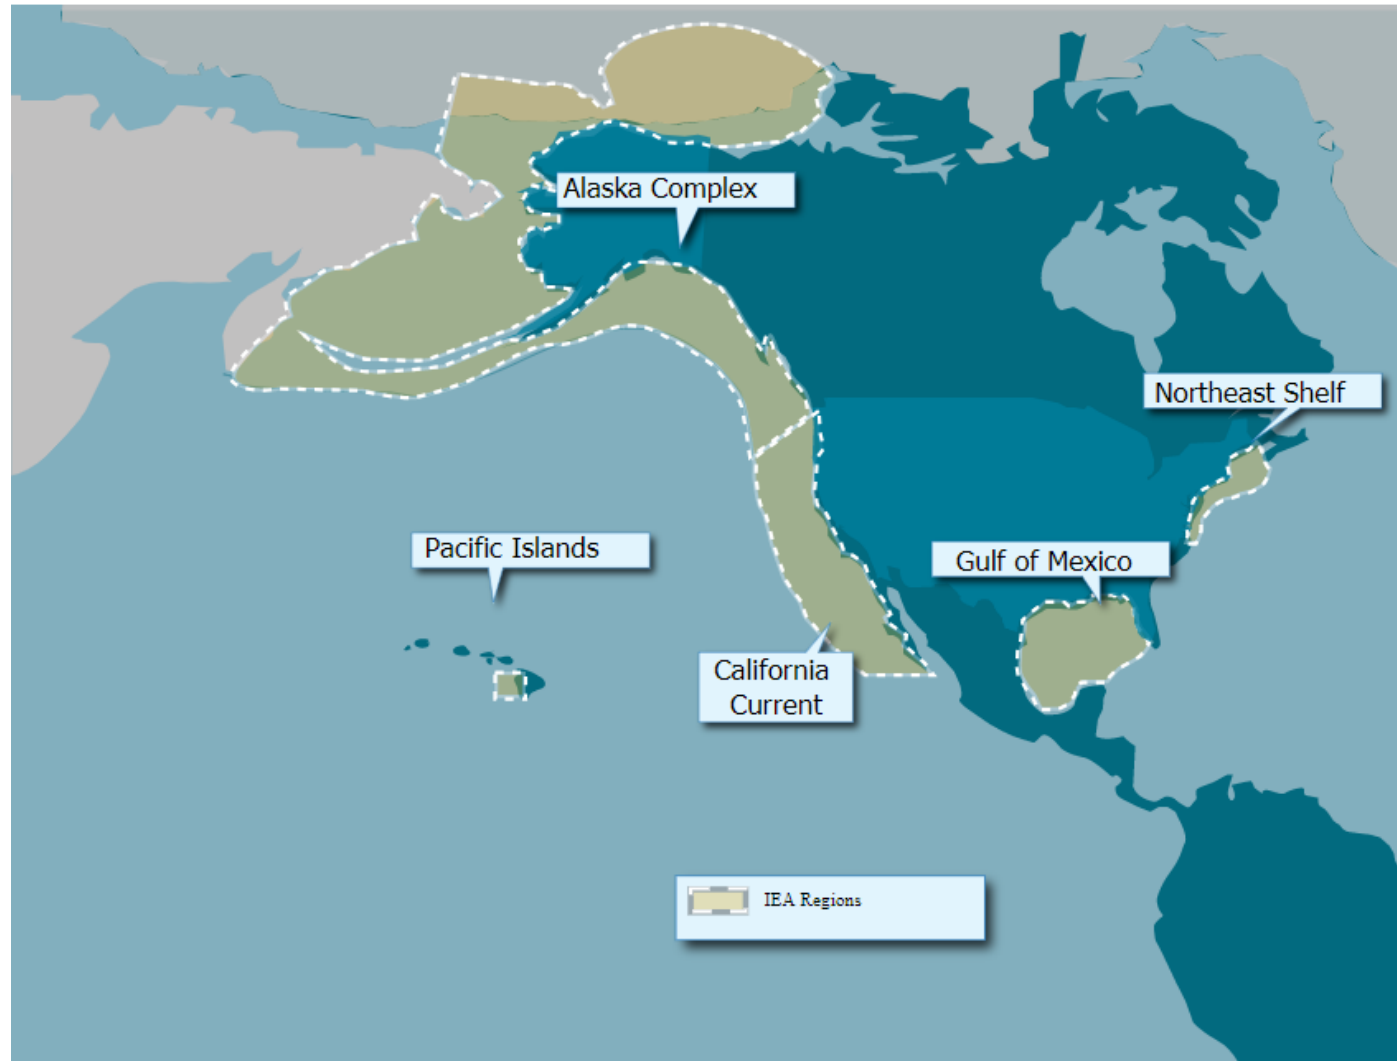 Alaska Complex
Northeast Shelf
Pacific Islands
Gulf of Mexico
California
Current
IEA Regions